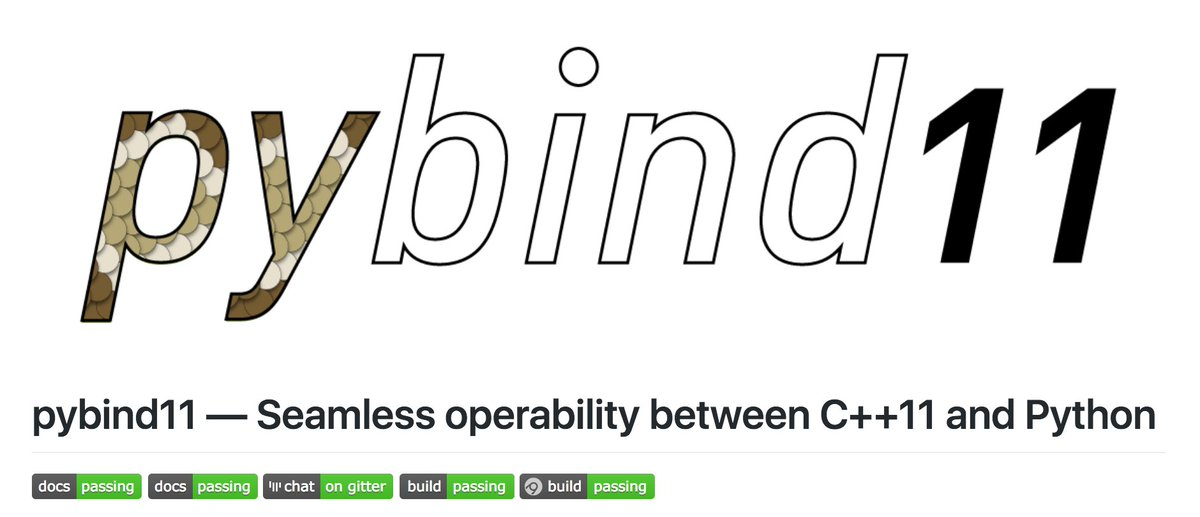 pybind11
pybind11 — Seamless operability between C++11 and Python
docs passing docs passing chat on gitter build passing build passing